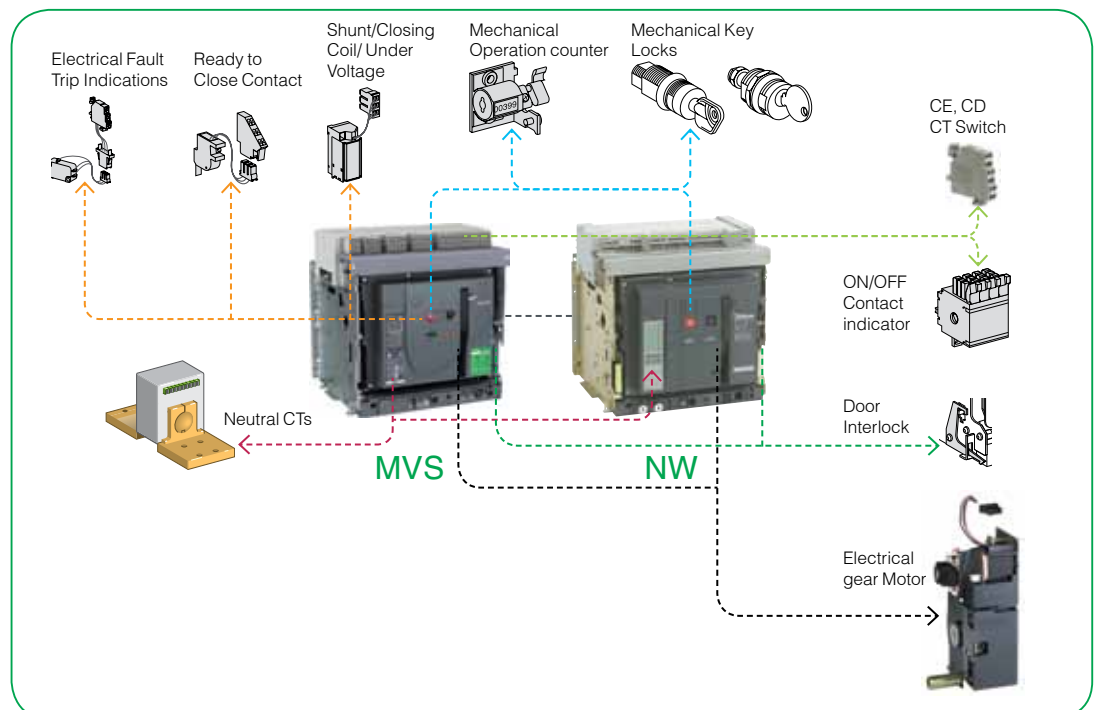 Electrical Fault
Trip Indications
Ready to
Close Contact
Shunt/Closing
Coil/ Under
Voltage
Mechanical
Operation counter
Mechanical Key
Locks
00399
CE, CD
CT Switch
ON/OFF
Contact
indicator
Neutral CTs
MVS
NW
Door
Interlock
Electrical
gear Motor